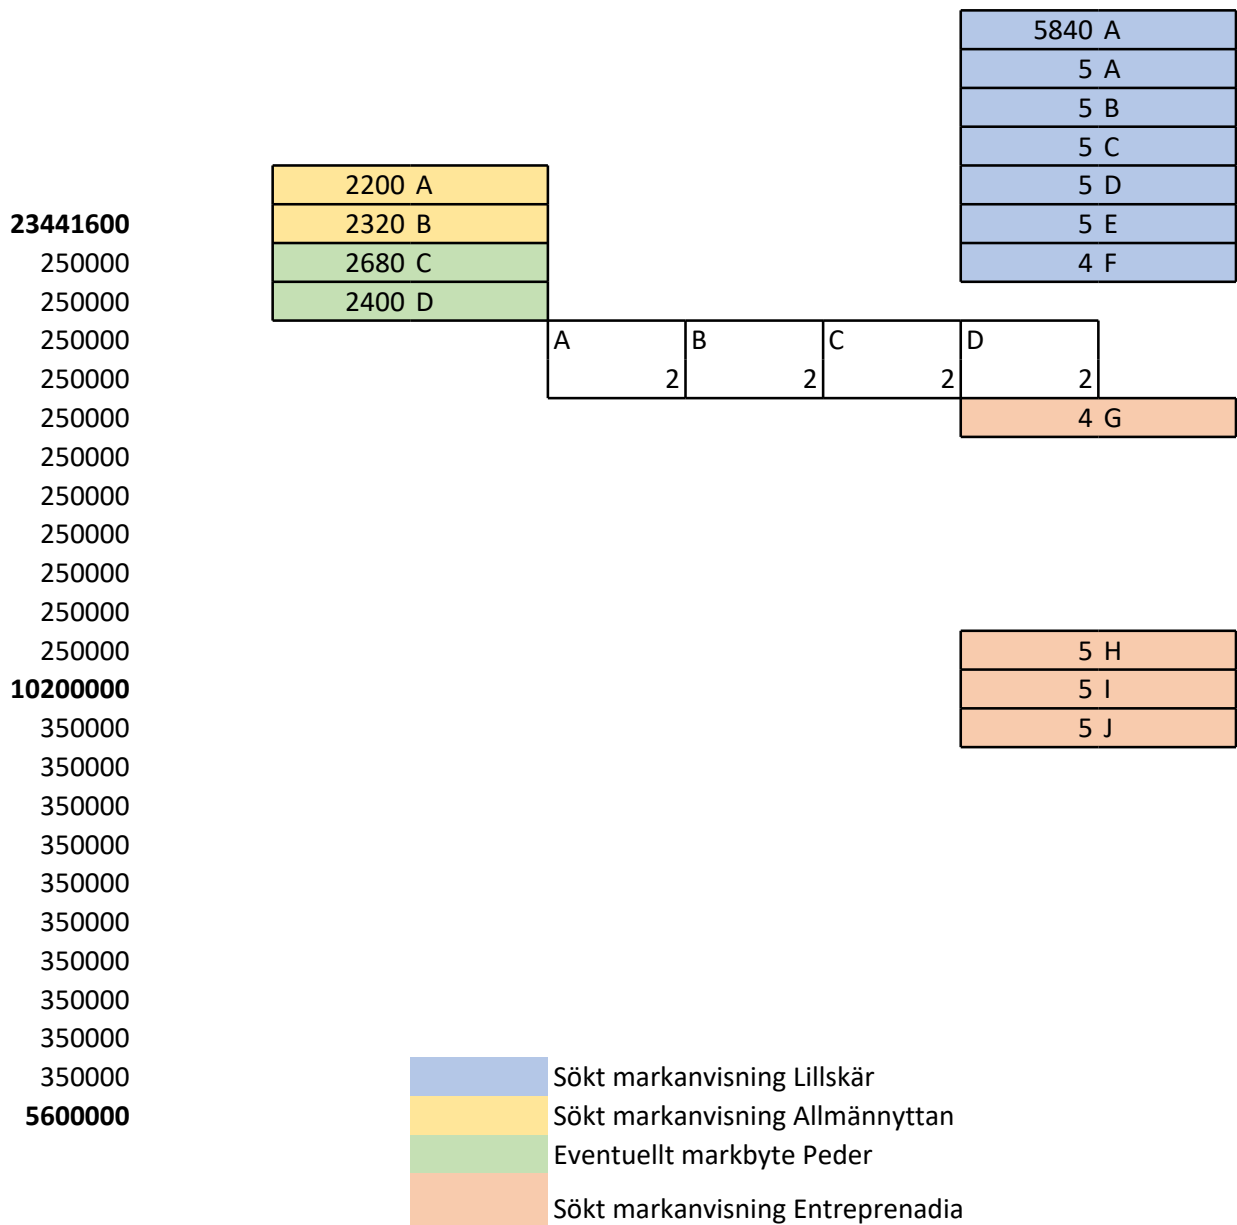 5840 A
5 A
5 B
5 C
2200 A 5 D
23441600 2320 B 5 E
250000 2680 C 4 F
250000 2400 D
250000 A B C D
250000 2 2 2 2
250000 4 G
250000
250000
250000
250000
250000
250000 5 H
10200000 5 I
350000 5 J
350000
350000
350000
350000
350000
350000
350000
350000
350000 Sökt markanvisning Lillskär
5600000 Sökt markanvisning Allmännyttan
Eventuellt markbyte Peder
Sökt markanvisning Entreprenadia